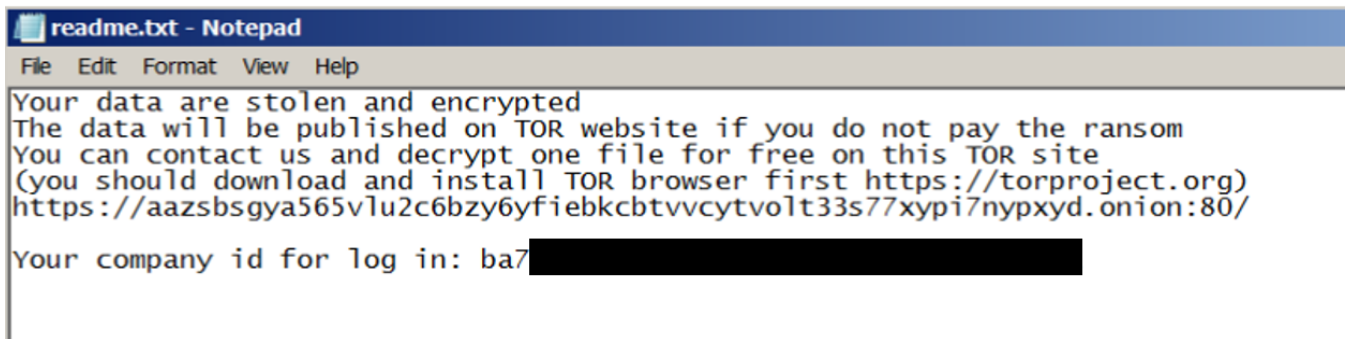 readme.txt - Notepad
File Edit Format View Help
Your data are stolen and encrypted
The data will be published on TOR website if you do not pay the ransom
You can contact us and decrypt one file for free on this TOR site
(you should download and install TOR browser first https://torproject.org)
https://aazsbsgya565vlu2c6bzy6yfiebkcbtvvcytvolt33s77xypi7nypxyd.onion:80/
Your company id for log in: ba7